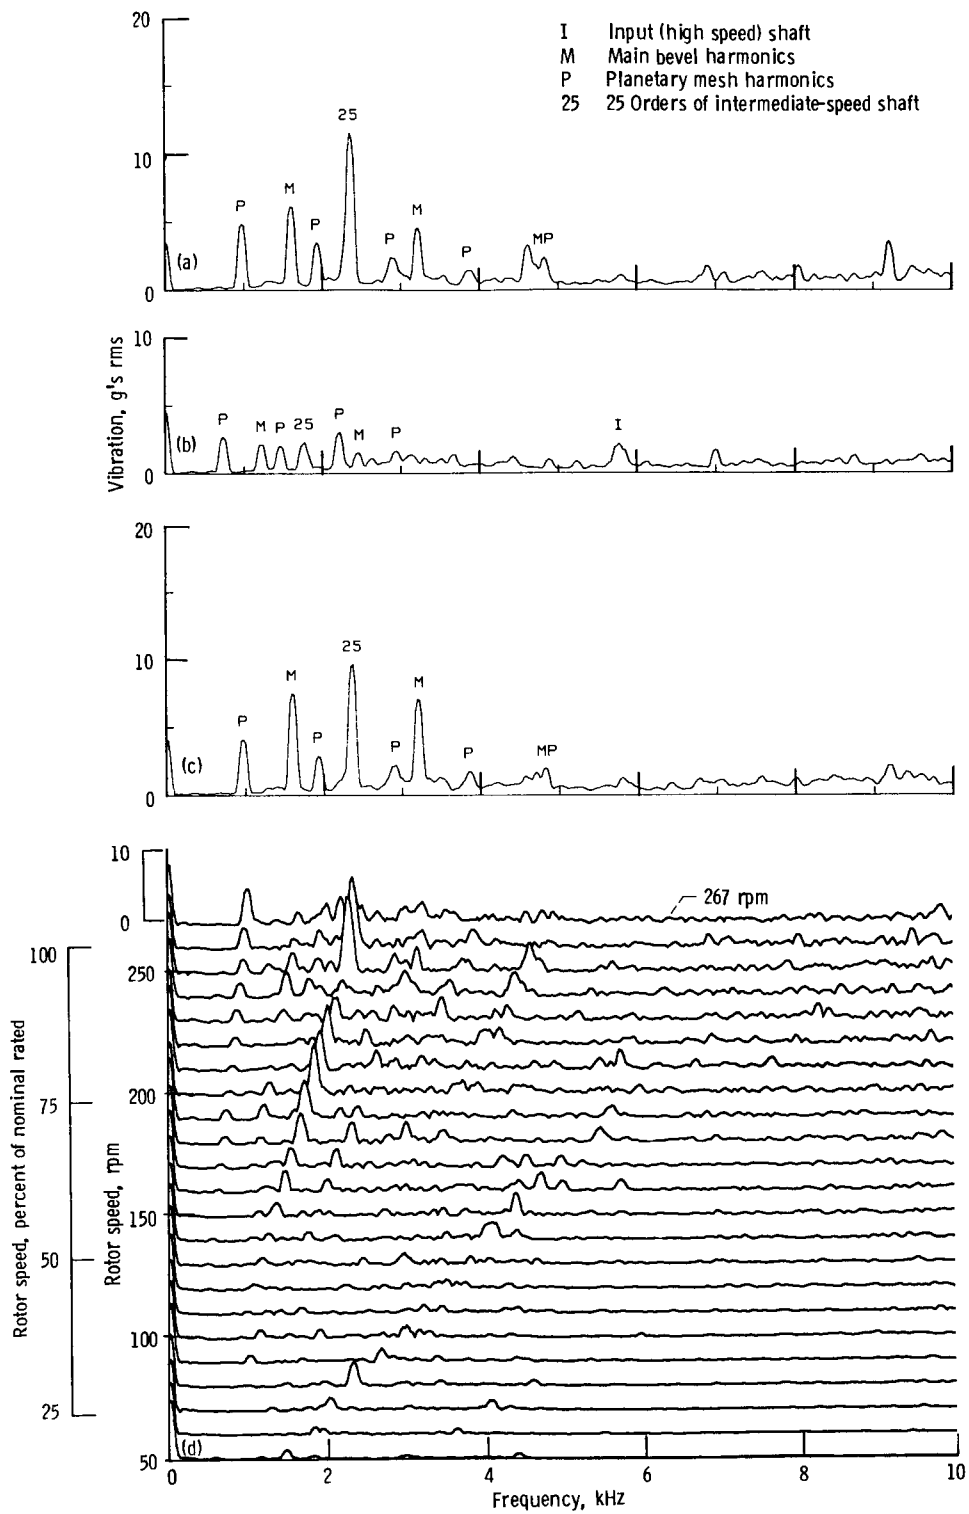 20
I Input (high speed) shaft
M Main bevel harmonics
P Planetary mesh harmonics
25 25 Orders of intermediate-speed shaft
25
10
M
P
P
M
P
P
MP
(a)
0
Vibration, g's rms
10
P
M
P
25
P
M
P
I
(b)
0
20
25
10
M
M
P
P
P
P
MP
(c)
0
10
0
267 rpm
Rotor speed, percent of nominal rated
100
75
50
25
Rotor speed, rpm
250
200
150
100
50
(d)
0 2 4 6 8 10
Frequency, kHz